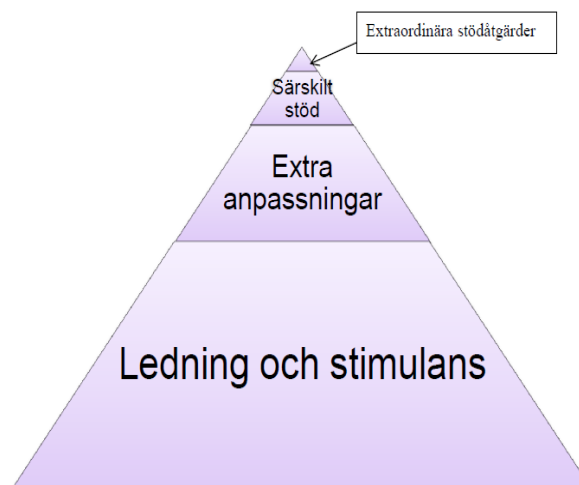 Extraordinära stödåtgärder
Särskilt
stöd
Extra
anpassningar
Ledning och stimulans